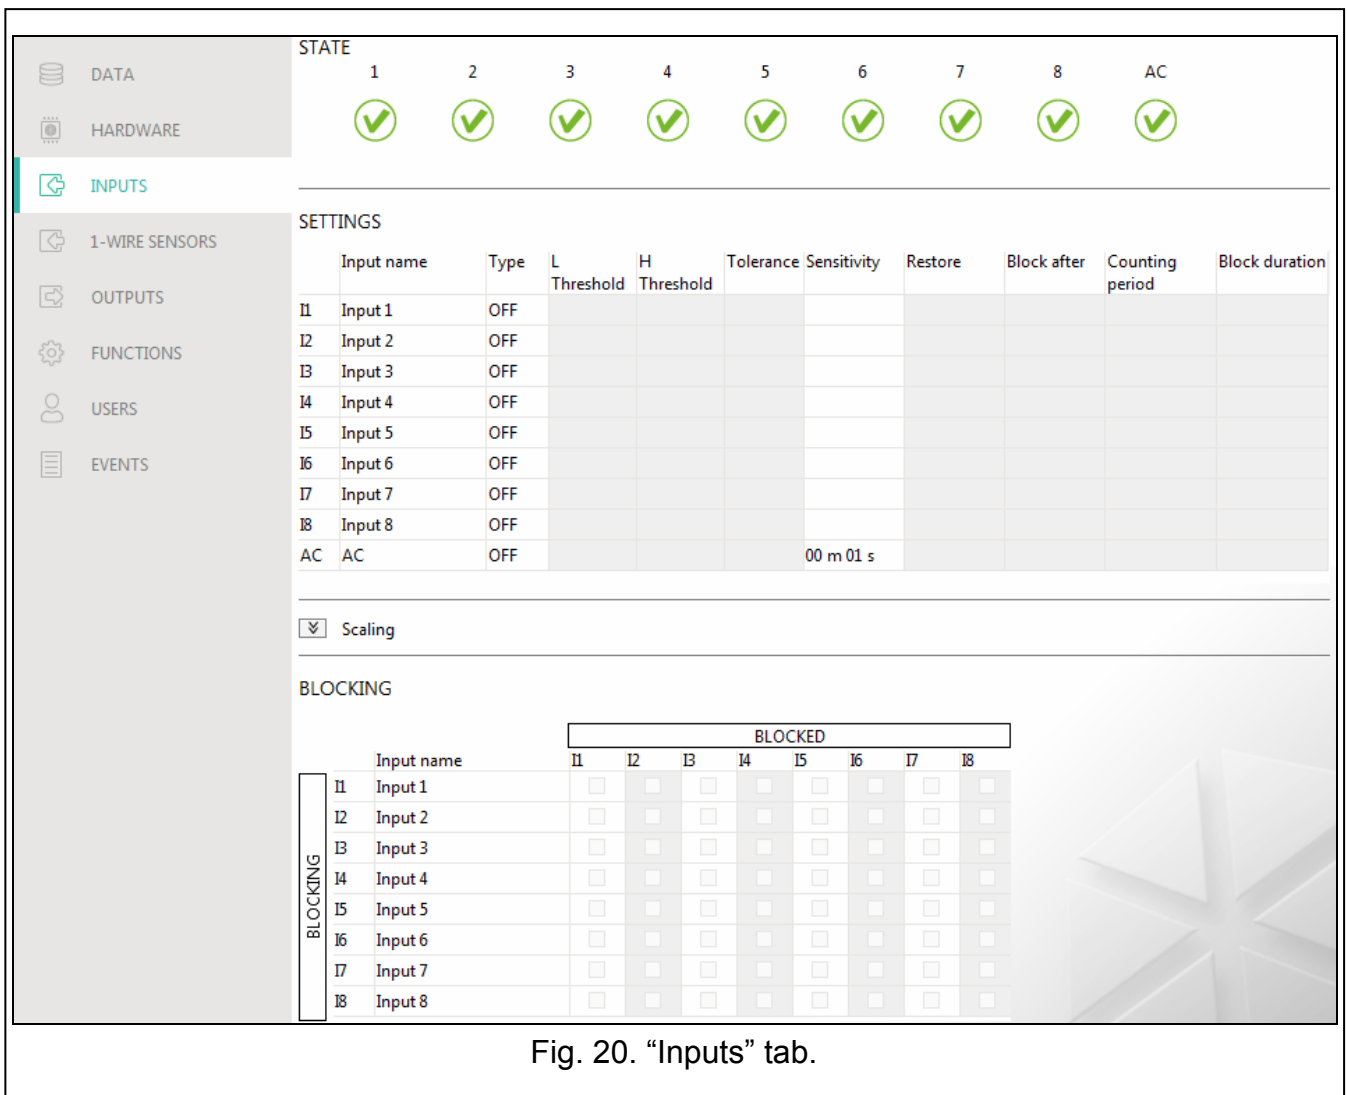 DATA
HARDWARE
INPUTS
1-WIRE SENSORS
OUTPUTS
FUNCTIONS
USERS
EVENTS
STATE
1 2 3 4 5 6 7 8 AC
SETTINGS
Input name Type L Threshold H Threshold Tolerance Sensitivity Restore Block after Counting period Block duration
I1 Input 1 OFF
I2 Input 2 OFF
I3 Input 3 OFF
I4 Input 4 OFF
I5 Input 5 OFF
I6 Input 6 OFF
I7 Input 7 OFF
I8 Input 8 OFF
AC AC OFF 00 m 01 s
Scaling
BLOCKING
BLOCKED
Input name I1 I2 I3 I4 I5 I6 I7 I8
BLOCKING
I1 Input 1
I2 Input 2
I3 Input 3
I4 Input 4
I5 Input 5
I6 Input 6
I7 Input 7
I8 Input 8
Fig. 20. “Inputs” tab.